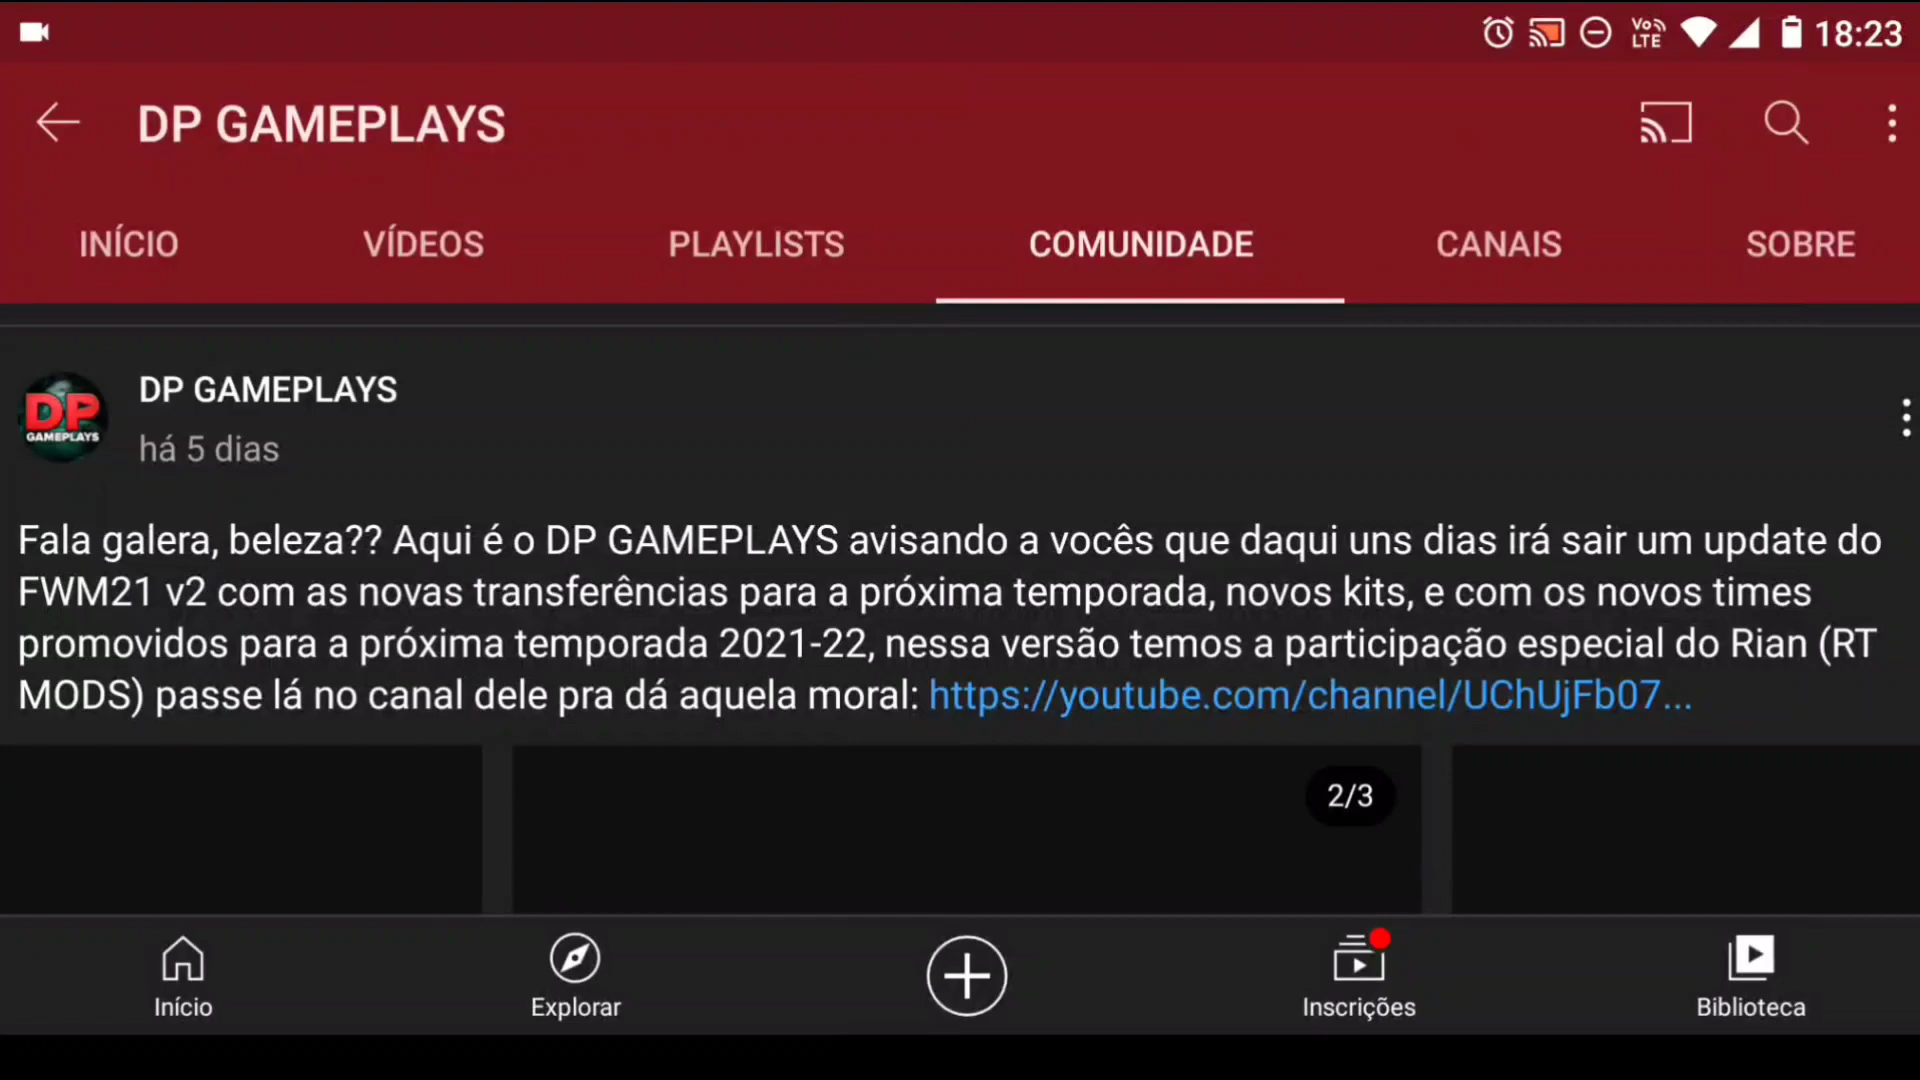 Vo LTE 18:23
DP GAMEPLAYS
INÍCIO VÍDEOS PLAYLISTS COMUNIDADE CANAIS SOBRE
DP GAMEPLAYS
DP GAMEPLAYS
há 5 dias
Fala galera, beleza?? Aqui é o DP GAMEPLAYS avisando a vocês que daqui uns dias irá sair um update do
FWM21 v2 com as novas transferências para a próxima temporada, novos kits, e com os novos times
promovidos para a próxima temporada 2021-22, nessa versão temos a participação especial do Rian (RT
MODS) passe lá no canal dele pra dá aquela moral: https://youtube.com/channel/UChUjFb07...
2/3
Início Explorar Inscrições Biblioteca